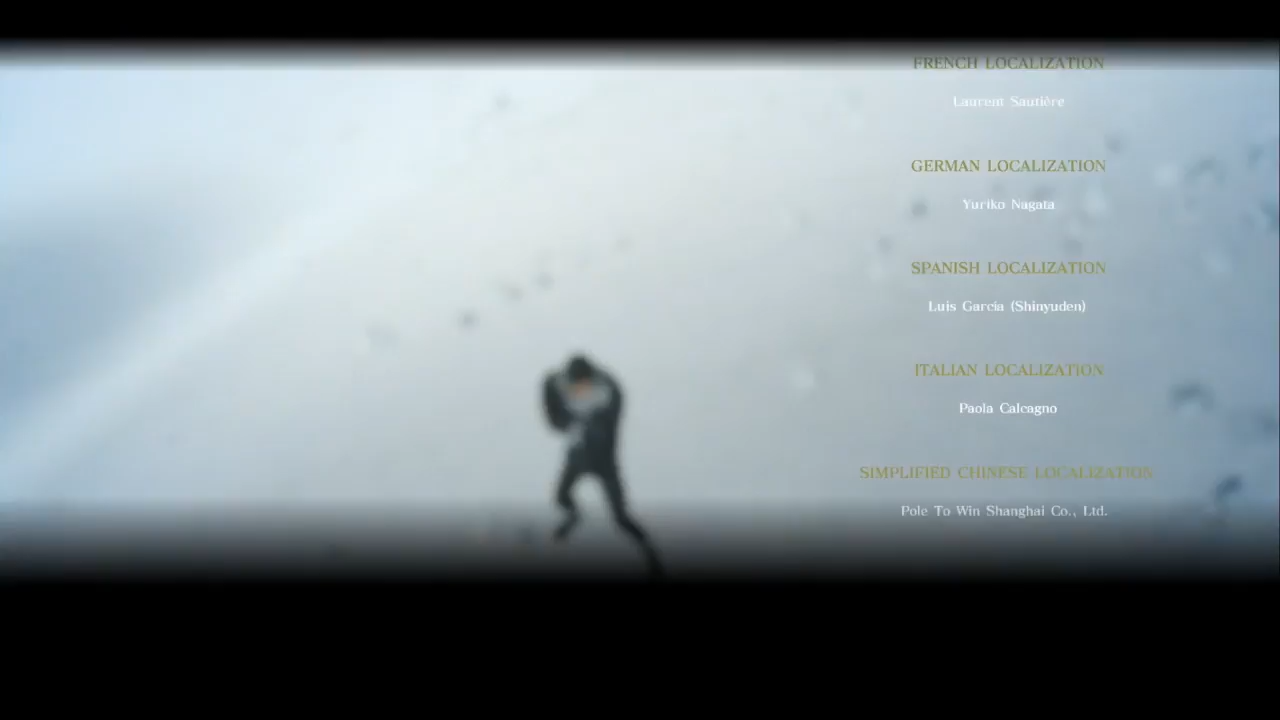 FRENCH LOCALIZATION
Laurent Sautière
GERMAN LOCALIZATION
Yuriko Nagata
SPANISH LOCALIZATION
Luis García (Shinyuden)
ITALIAN LOCALIZATION
Paola Calcagno
SIMPLIFIED CHINESE LOCALIZATION
Pole To Win Shanghai Co., Ltd.